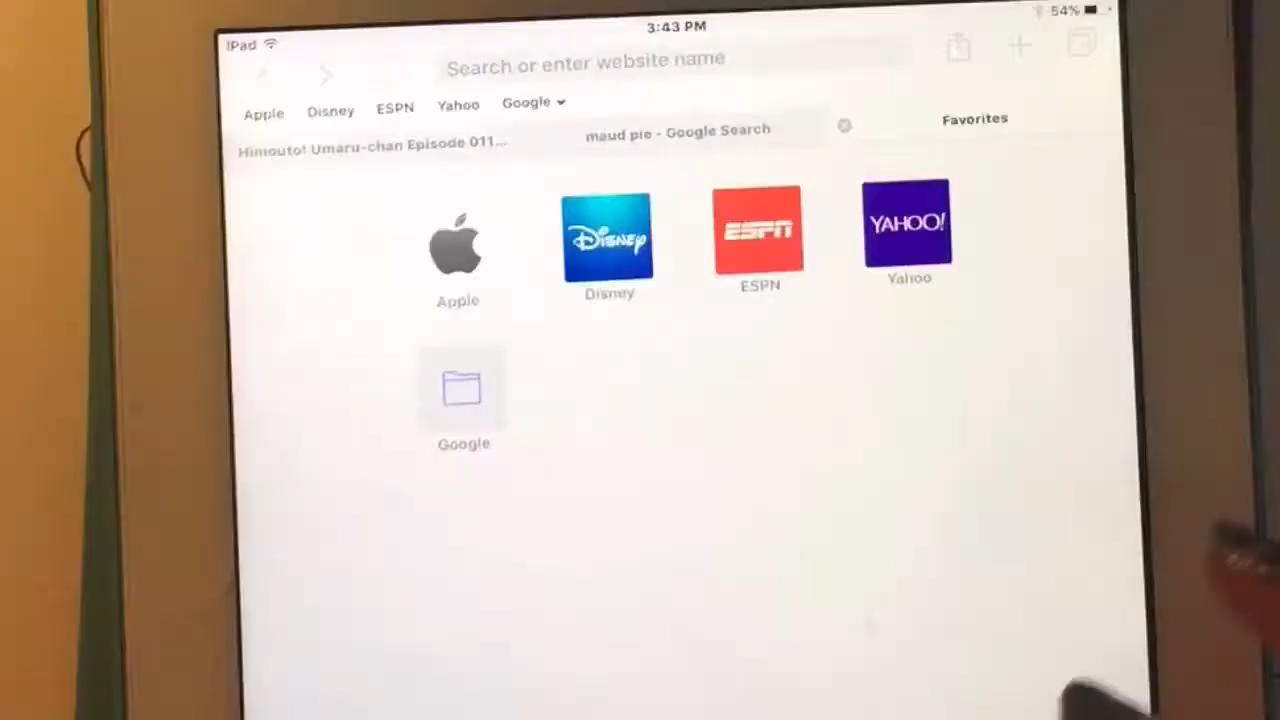 iPad
3:43 PM
54%
Search or enter website name
Apple Disney ESPN Yahoo Google
Himouto! Umaru-chan Episode 011...
maud pie - Google Search
Favorites
Disney
ESPN
YAHOO!
Apple
Disney
ESPN
Yahoo
Google